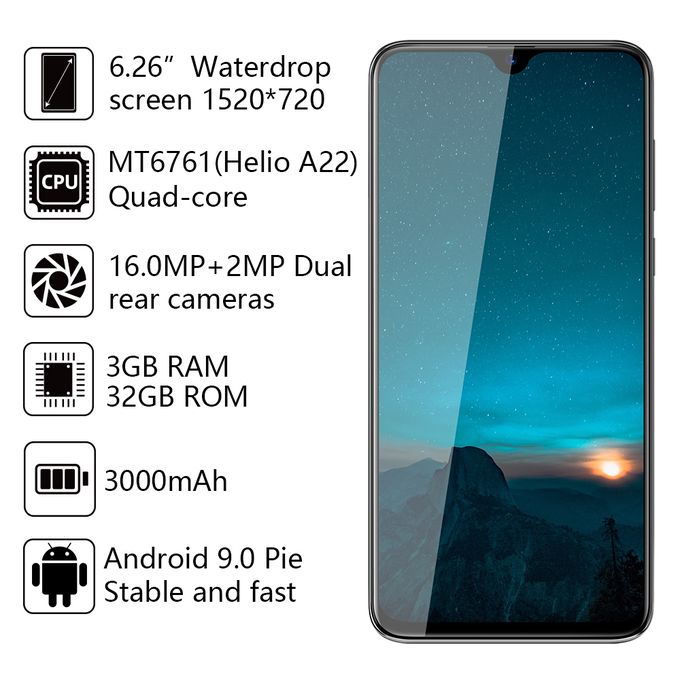 6.26” Waterdrop
screen 1520*720
CPU
MT6761(Helio A22)
Quad-core
16.0MP+2MP Dual
rear cameras
3GB RAM
32GB ROM
3000mAh
Android 9.0 Pie
Stable and fast